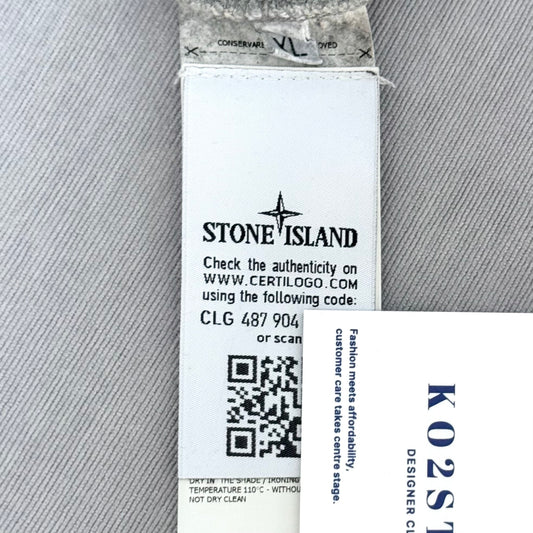 CONSERVARE
XL
STONE ISLAND
Check the authenticity on
WWW.CERTILOGO.COM
using the following code:
CLG 487 904
or scan
DRY IN THE SHADE / IRONING
TEMPERATURE 110°C - WITHOUT
NOT DRY CLEAN
Fashion meets affordability,
customer care takes centre stage.
KO2ST
DESIGNER CL